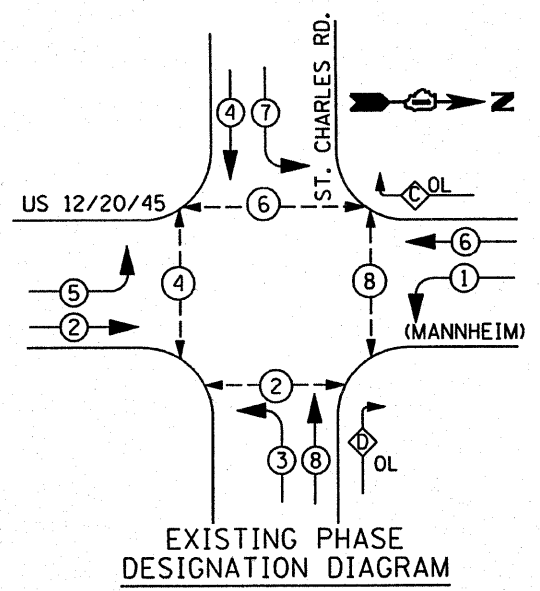 ST. CHARLES RD.
N
4
7
C
OL
US 12/20/45
6
6
1
5
4
8
2
(MANNHEIM)
2
3
8
D
OL
EXISTING PHASE
DESIGNATION DIAGRAM